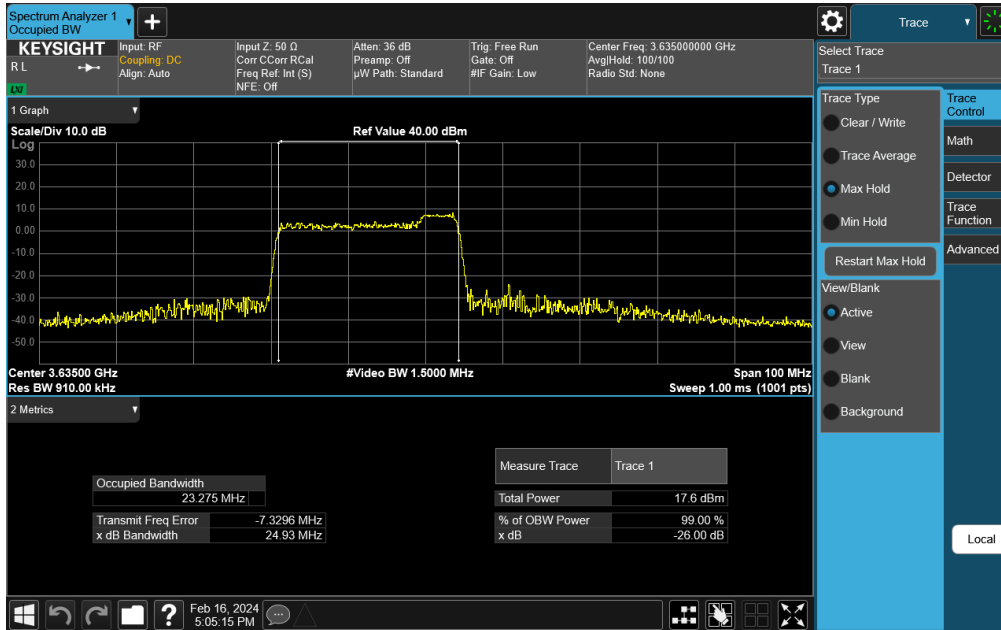 Spectrum Analyzer 1
Occupied BW
KEYSIGHT
R L
LXI
Input: RF
Coupling: DC
Align: Auto
Input Z: 50 Ω
Corr CCorr RCal
Freq Ref: Int (S)
NFE: Off
Atten: 36 dB
Preamp: Off
µW Path: Standard
Trig: Free Run
Gate: Off
#IF Gain: Low
Center Freq: 3.635000000 GHz
Avg|Hold: 100/100
Radio Std: None
1 Graph
Scale/Div 10.0 dB
Ref Value 40.00 dBm
Log
30.0
20.0
10.0
0.00
-10.0
-20.0
-30.0
-40.0
-50.0
Center 3.63500 GHz
#Video BW 1.5000 MHz
Span 100 MHz
Res BW 910.00 kHz
Sweep 1.00 ms (1001 pts)
2 Metrics
Measure Trace Trace 1
Occupied Bandwidth
23.275 MHz
Total Power 17.6 dBm
Transmit Freq Error -7.3296 MHz
% of OBW Power 99.00 %
x dB Bandwidth 24.93 MHz
x dB -26.00 dB
?
Feb 16, 2024
5:05:15 PM
Trace
Select Trace
Trace 1
Trace Type
Clear / Write
Trace Average
Max Hold
Min Hold
Restart Max Hold
View/Blank
Active
View
Blank
Background
Trace
Control
Math
Detector
Trace
Function
Advanced
Local